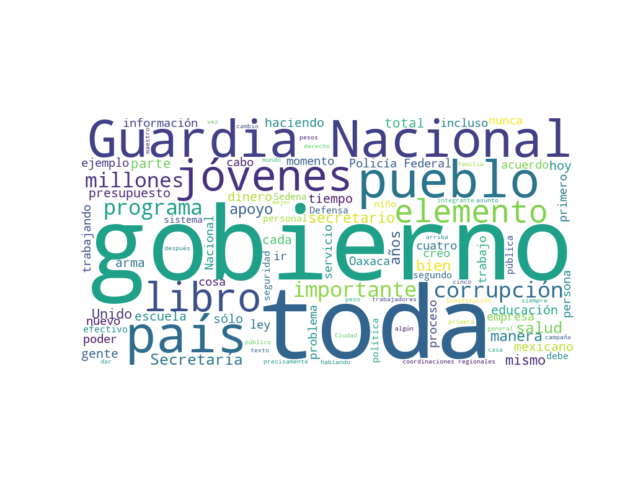 información vez cambio haciendo total incluso nunca
Guardia Nacional
maestro pesos derecho
ejemplo parte cabo mundo momento Policía Federal familia acuerdo hoy
millones jóvenes pueblo primero
presupuesto dinero Sedena tiempo niño integrante asunto
mejor
programa apoyo personal Defensa secretario elemento
trabajando sistema Nacional cada años arriba cuatro creo trabajo pública
gobierno
después arma seguridad ir servicio Oaxaca segundo bien
cosa importante cinco corrupción persona
libro peso trabajadores Constitución siempre
Unido escuela sólo ley problema toda algún proceso primera empresa educación
nuevo país Ciudad política general salud
efectivo campaña
poder público manera mexicano
gente Secretaría texto precisamente hablando casa mismo debe
dar coordinaciones regionales